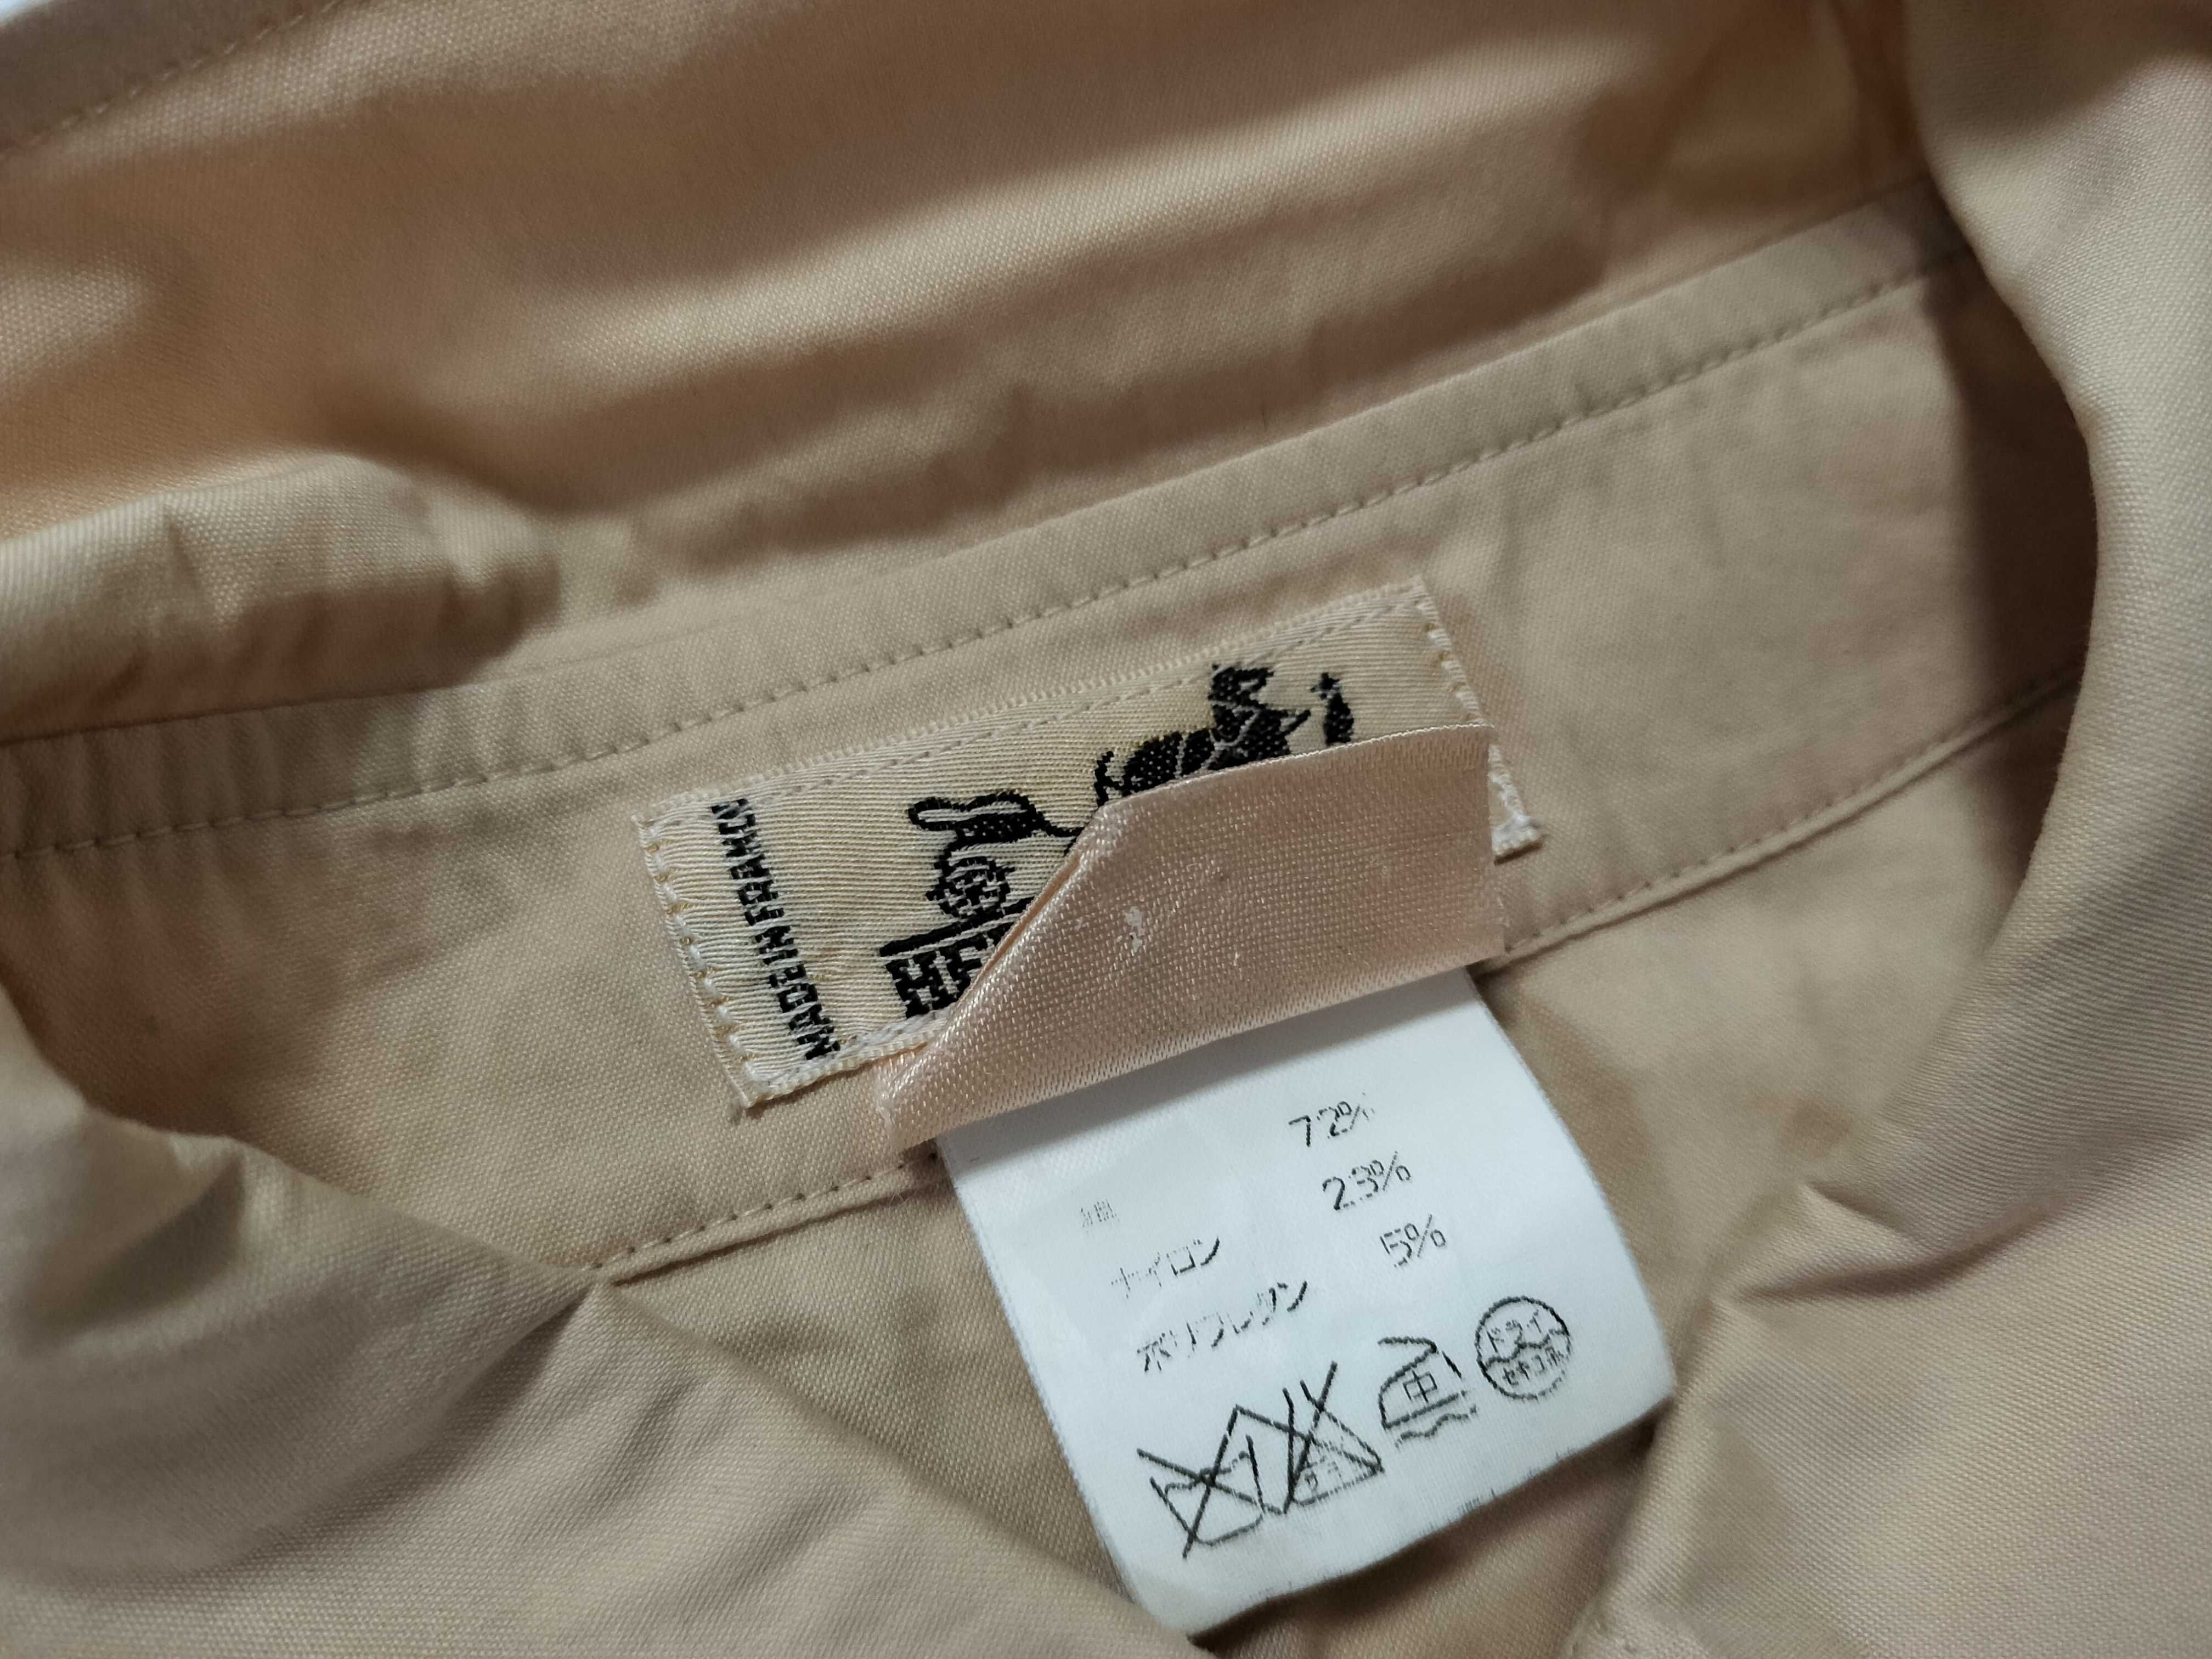 MADE IN FRANCE
HE
72%
綿
23%
ナイロン
5%
ポリウレタン
中
ドライ
セキユ系